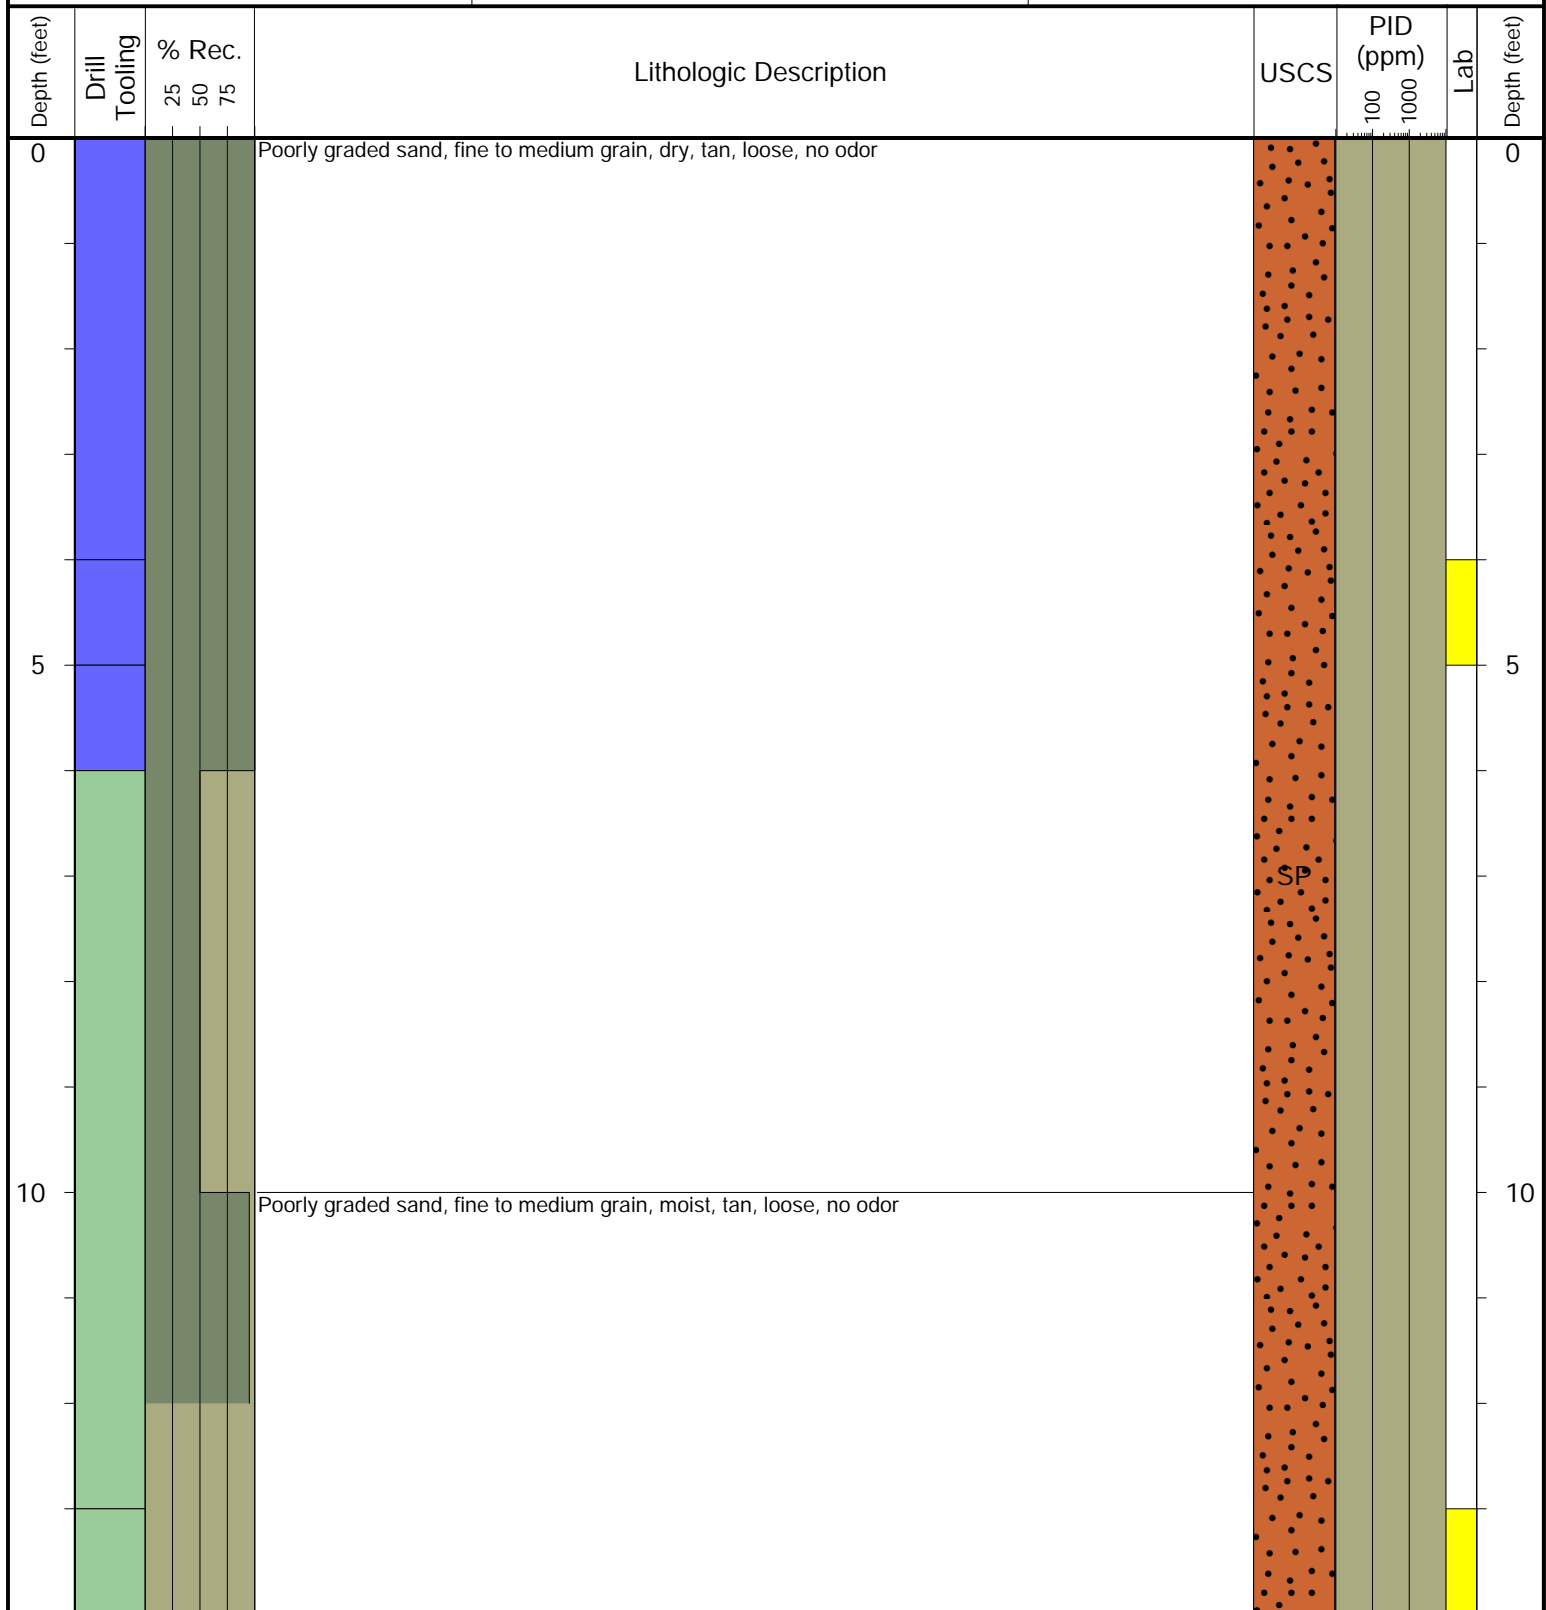 Depth (feet)
Drill
Tooling
% Rec.
25
50
75
Lithologic Description
USCS
PID
(ppm)
100
1000
Lab
Depth (feet)
0
Poorly graded sand, fine to medium grain, dry, tan, loose, no odor
0
5
5
SP
10
10
Poorly graded sand, fine to medium grain, moist, tan, loose, no odor